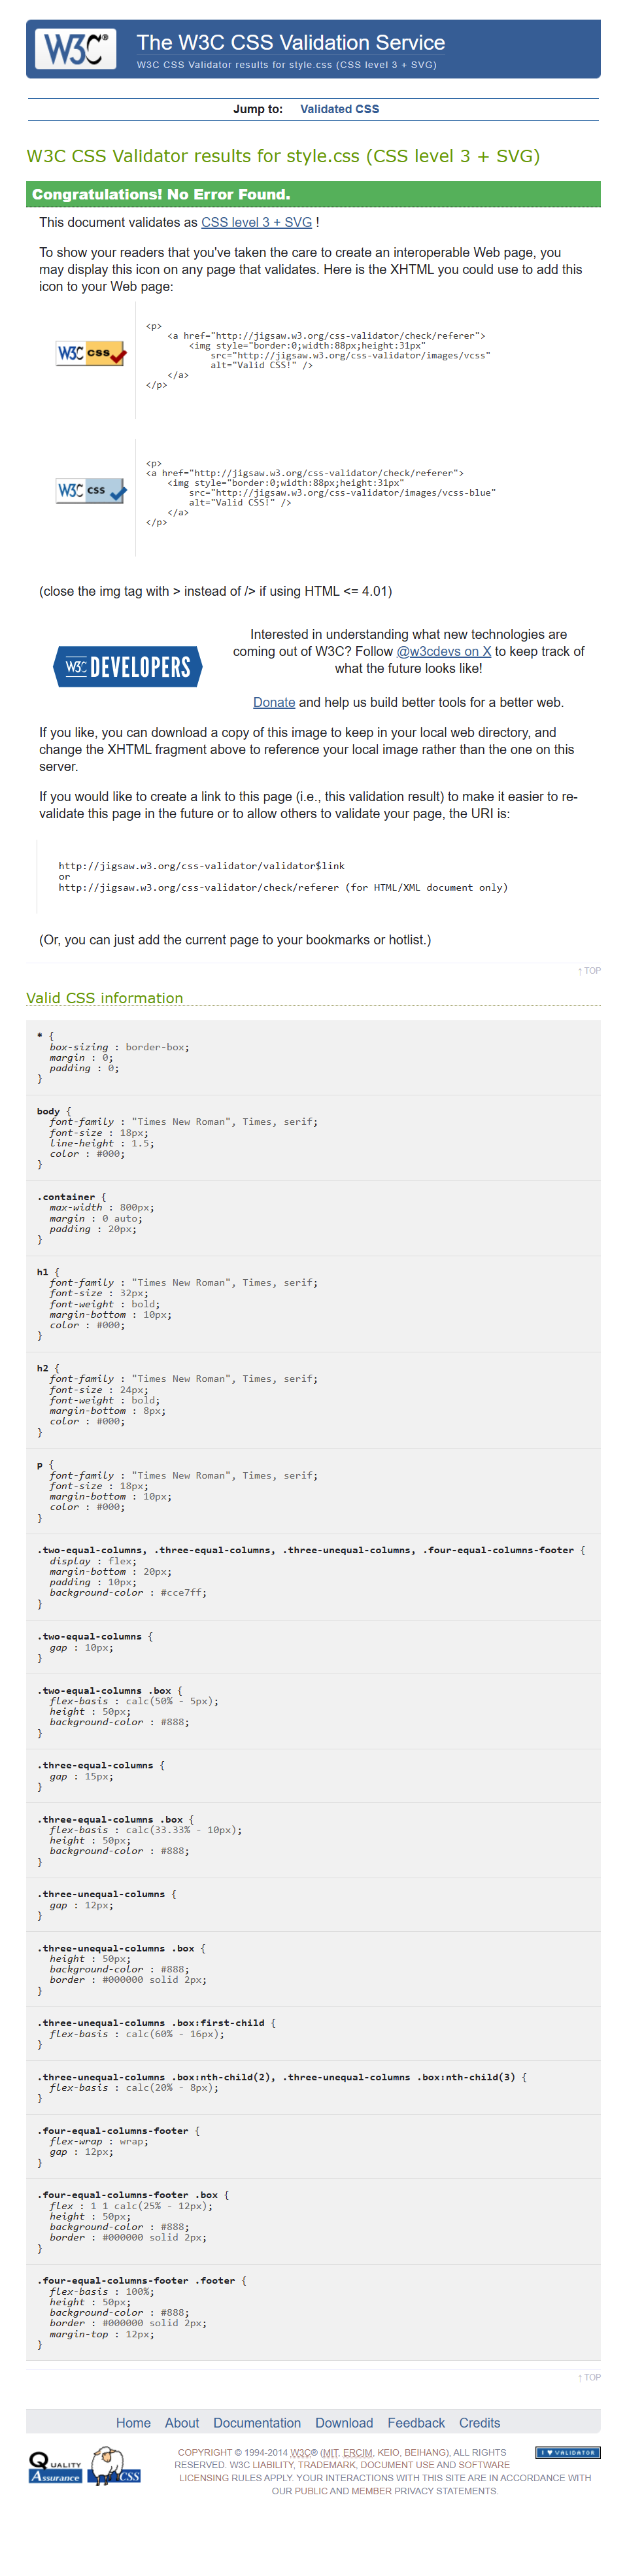 W3C®
The W3C CSS Validation Service
W3C CSS Validator results for style.css (CSS level 3 + SVG)
Jump to: Validated CSS
W3C CSS Validator results for style.css (CSS level 3 + SVG)
Congratulations! No Error Found.
This document validates as CSS level 3 + SVG !
To show your readers that you've taken the care to create an interoperable Web page, you
may display this icon on any page that validates. Here is the XHTML you could use to add this
icon to your Web page:
W3C css
<p>
<a href="http://jigsaw.w3.org/css-validator/check/referer">
<img style="border:0;width:88px;height:31px"
src="http://jigsaw.w3.org/css-validator/images/vcss"
alt="Valid CSS!" />
</a>
</p>
W3C css
<p>
<a href="http://jigsaw.w3.org/css-validator/check/referer">
<img style="border:0;width:88px;height:31px"
src="http://jigsaw.w3.org/css-validator/images/vcss-blue"
alt="Valid CSS!" />
</a>
</p>
(close the img tag with > instead of /> if using HTML <= 4.01)
W3C DEVELOPERS
Interested in understanding what new technologies are
coming out of W3C? Follow @w3cdevs on X to keep track of
what the future looks like!
Donate and help us build better tools for a better web.
If you like, you can download a copy of this image to keep in your local web directory, and
change the XHTML fragment above to reference your local image rather than the one on this
server.
If you would like to create a link to this page (i.e., this validation result) to make it easier to re-
validate this page in the future or to allow others to validate your page, the URI is:
http://jigsaw.w3.org/css-validator/validator$link
or
http://jigsaw.w3.org/css-validator/check/referer (for HTML/XML document only)
(Or, you can just add the current page to your bookmarks or hotlist.)
↑ TOP
Valid CSS information
* {
box-sizing : border-box;
margin : 0;
padding : 0;
}
body {
font-family : "Times New Roman", Times, serif;
font-size : 18px;
line-height : 1.5;
color : #000;
}
.container {
max-width : 800px;
margin : 0 auto;
padding : 20px;
}
h1 {
font-family : "Times New Roman", Times, serif;
font-size : 32px;
font-weight : bold;
margin-bottom : 10px;
color : #000;
}
h2 {
font-family : "Times New Roman", Times, serif;
font-size : 24px;
font-weight : bold;
margin-bottom : 8px;
color : #000;
}
p {
font-family : "Times New Roman", Times, serif;
font-size : 18px;
margin-bottom : 10px;
color : #000;
}
.two-equal-columns, .three-equal-columns, .three-unequal-columns, .four-equal-columns-footer {
display : flex;
margin-bottom : 20px;
padding : 10px;
background-color : #cce7ff;
}
.two-equal-columns {
gap : 10px;
}
.two-equal-columns .box {
flex-basis : calc(50% - 5px);
height : 50px;
background-color : #888;
}
.three-equal-columns {
gap : 15px;
}
.three-equal-columns .box {
flex-basis : calc(33.33% - 10px);
height : 50px;
background-color : #888;
}
.three-unequal-columns {
gap : 12px;
}
.three-unequal-columns .box {
height : 50px;
background-color : #888;
border : #000000 solid 2px;
}
.three-unequal-columns .box:first-child {
flex-basis : calc(60% - 16px);
}
.three-unequal-columns .box:nth-child(2), .three-unequal-columns .box:nth-child(3) {
flex-basis : calc(20% - 8px);
}
.four-equal-columns-footer {
flex-wrap : wrap;
gap : 12px;
}
.four-equal-columns-footer .box {
flex : 1 1 calc(25% - 12px);
height : 50px;
background-color : #888;
border : #000000 solid 2px;
}
.four-equal-columns-footer .footer {
flex-basis : 100%;
height : 50px;
background-color : #888;
border : #000000 solid 2px;
margin-top : 12px;
}
↑ TOP
Home About Documentation Download Feedback Credits
QUALITY
Assurance
CSS
COPYRIGHT © 1994-2014 W3C® (MIT, ERCIM, KEIO, BEIHANG), ALL RIGHTS
RESERVED. W3C LIABILITY, TRADEMARK, DOCUMENT USE AND SOFTWARE
LICENSING RULES APPLY. YOUR INTERACTIONS WITH THIS SITE ARE IN ACCORDANCE WITH
OUR PUBLIC AND MEMBER PRIVACY STATEMENTS.
I ♥ VALIDATOR